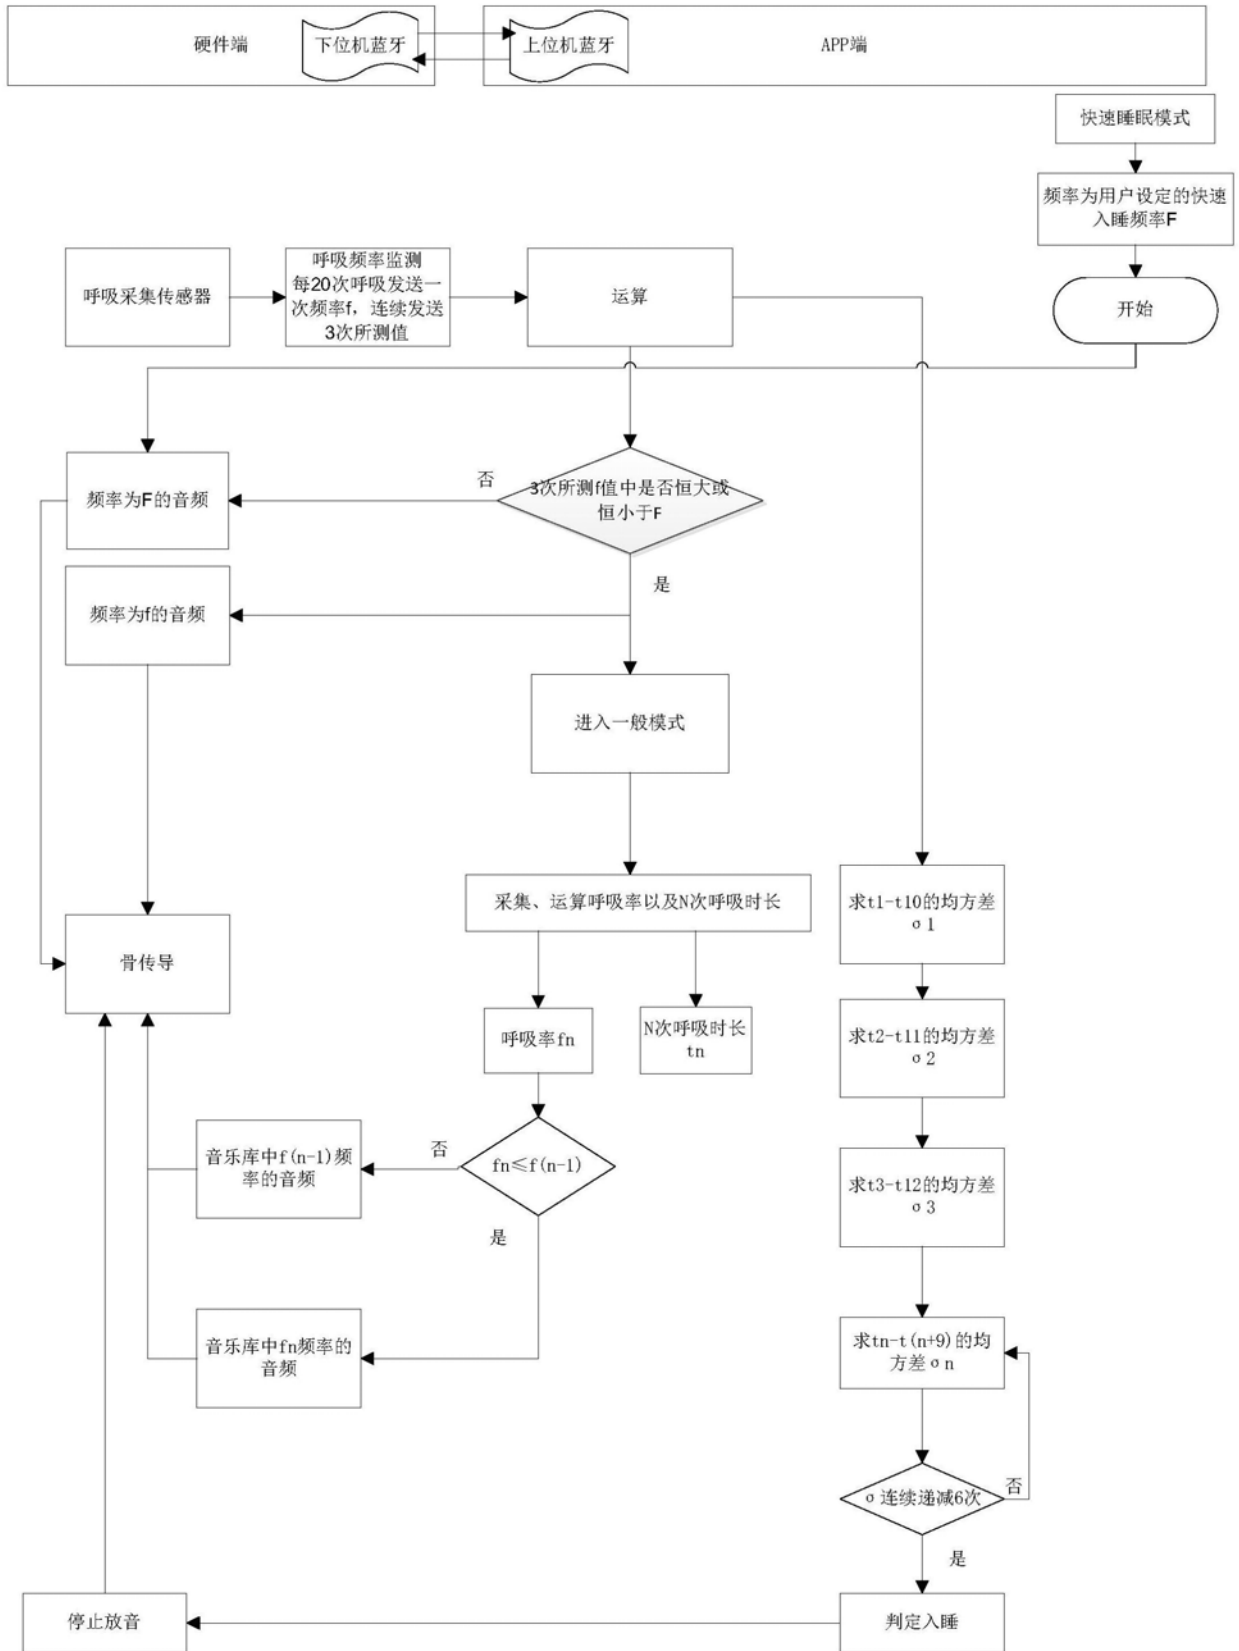 硬件端
下位机蓝牙
上位机蓝牙
APP端
快速睡眠模式
频率为用户设定的快速
入睡频率F
开始
呼吸采集传感器
呼吸频率监测
每20次呼吸发送一
次频率f，连续发送
3次所测值
运算
频率为F的音频
否
3次所测f值中是否恒大或
恒小于F
是
频率为f的音频
进入一般模式
采集、运算呼吸率以及N次呼吸时长
骨传导
呼吸率fn
N次呼吸时长
tn
求t1-t10的均方差
σ1
求t2-t11的均方差
σ2
音乐库中f(n-1)频
率的音频
否
fn≤f(n-1)
是
求t3-t12的均方差
σ3
音乐库中fn频率的
音频
求tn-t(n+9)的均
方差σn
σ连续递减6次
否
是
停止放音
判定入睡